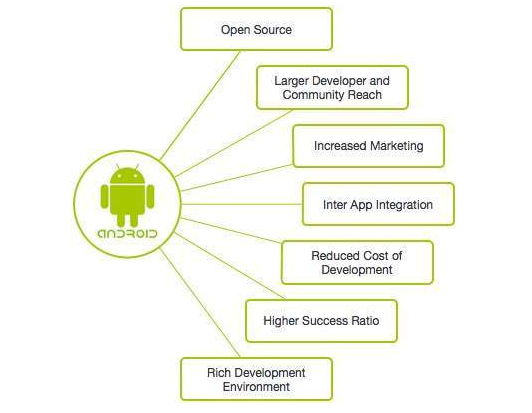 Open Source
Larger Developer and
Community Reach
Increased Marketing
Inter App Integration
ANDROID
Reduced Cost of
Development
Higher Success Ratio
Rich Development
Environment